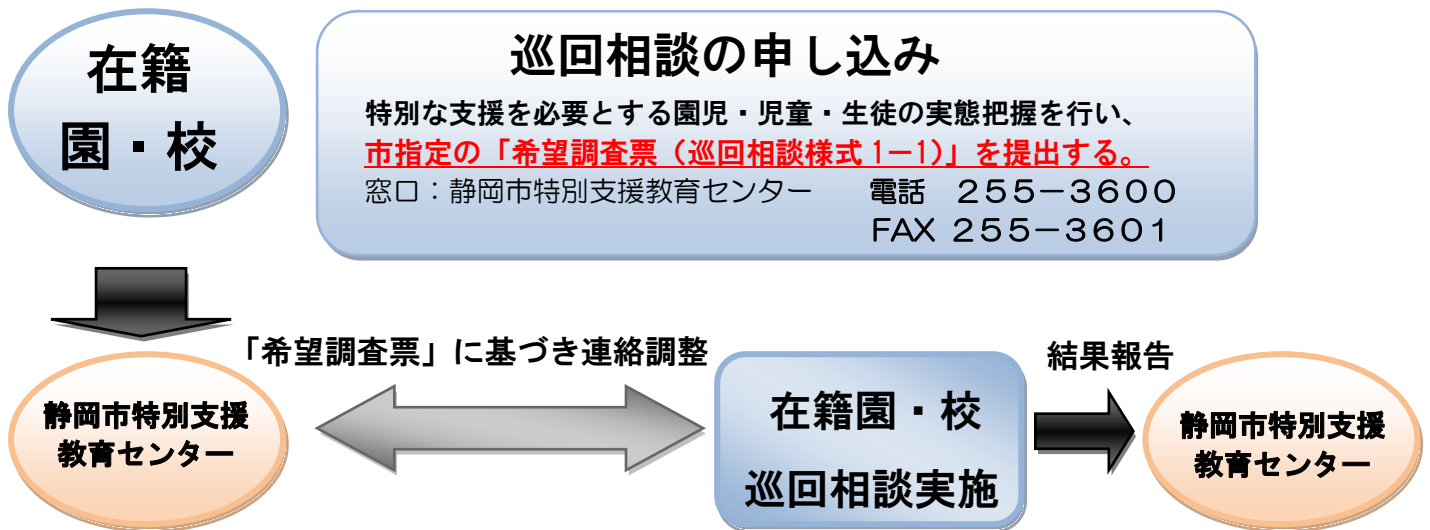 在籍
園・校
巡回相談の申し込み
特別な支援を必要とする園児・児童・生徒の実態把握を行い、
市指定の「希望調査票（巡回相談様式1－1)」を提出する。
窓口：静岡市特別支援教育センター　電話　２５５－３６００
FAX ２５５－３６０１
「希望調査票」に基づき連絡調整
結果報告
静岡市特別支援
教育センター
在籍園・校
巡回相談実施
静岡市特別支援
教育センター